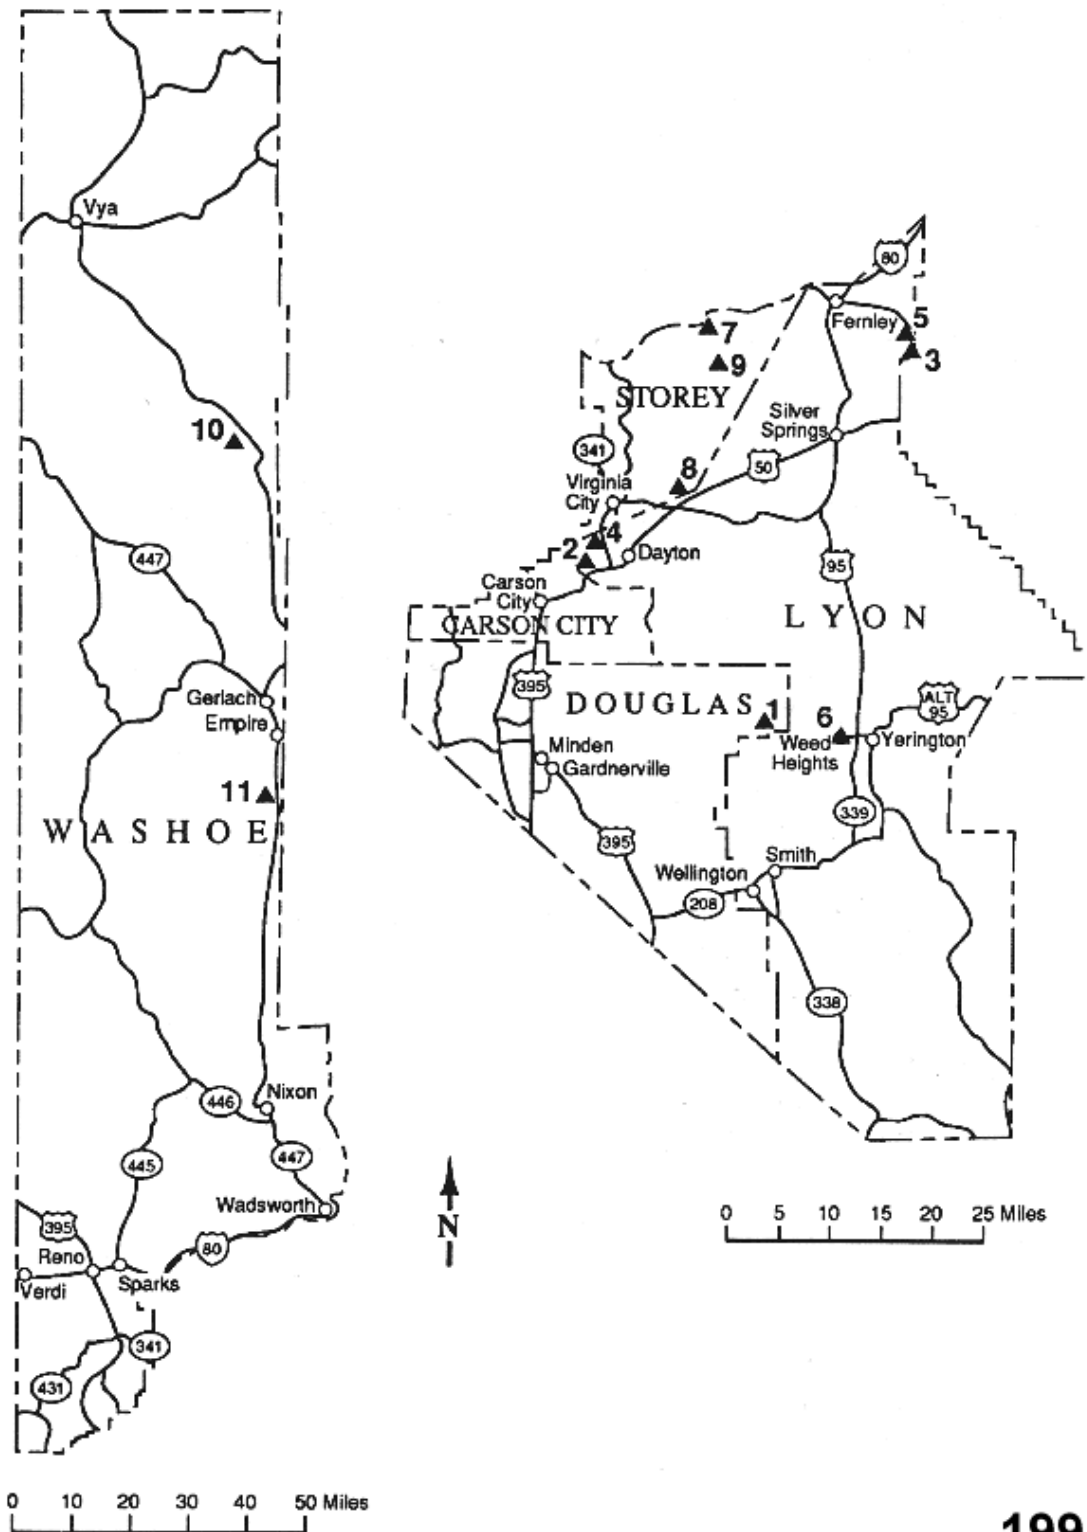 Vya
10
447
Gerlach
Empire
11
WASHOE
Nixon
446
447
445
Wadsworth
395
80
Reno
Verdi
Sparks
341
431
0 10 20 30 40 50 Miles
N
80
Fernley
5
3
7
9
STOREY
Silver
Springs
341
50
8
Virginia
City
4
2
Dayton
95
Carson
City
CARSON CITY
LYON
395
DOUGLAS
1
ALT
95
6
Weed
Heights
Yerington
Minden
Gardnerville
339
395
Smith
Wellington
208
338
0 5 10 15 20 25 Miles
199